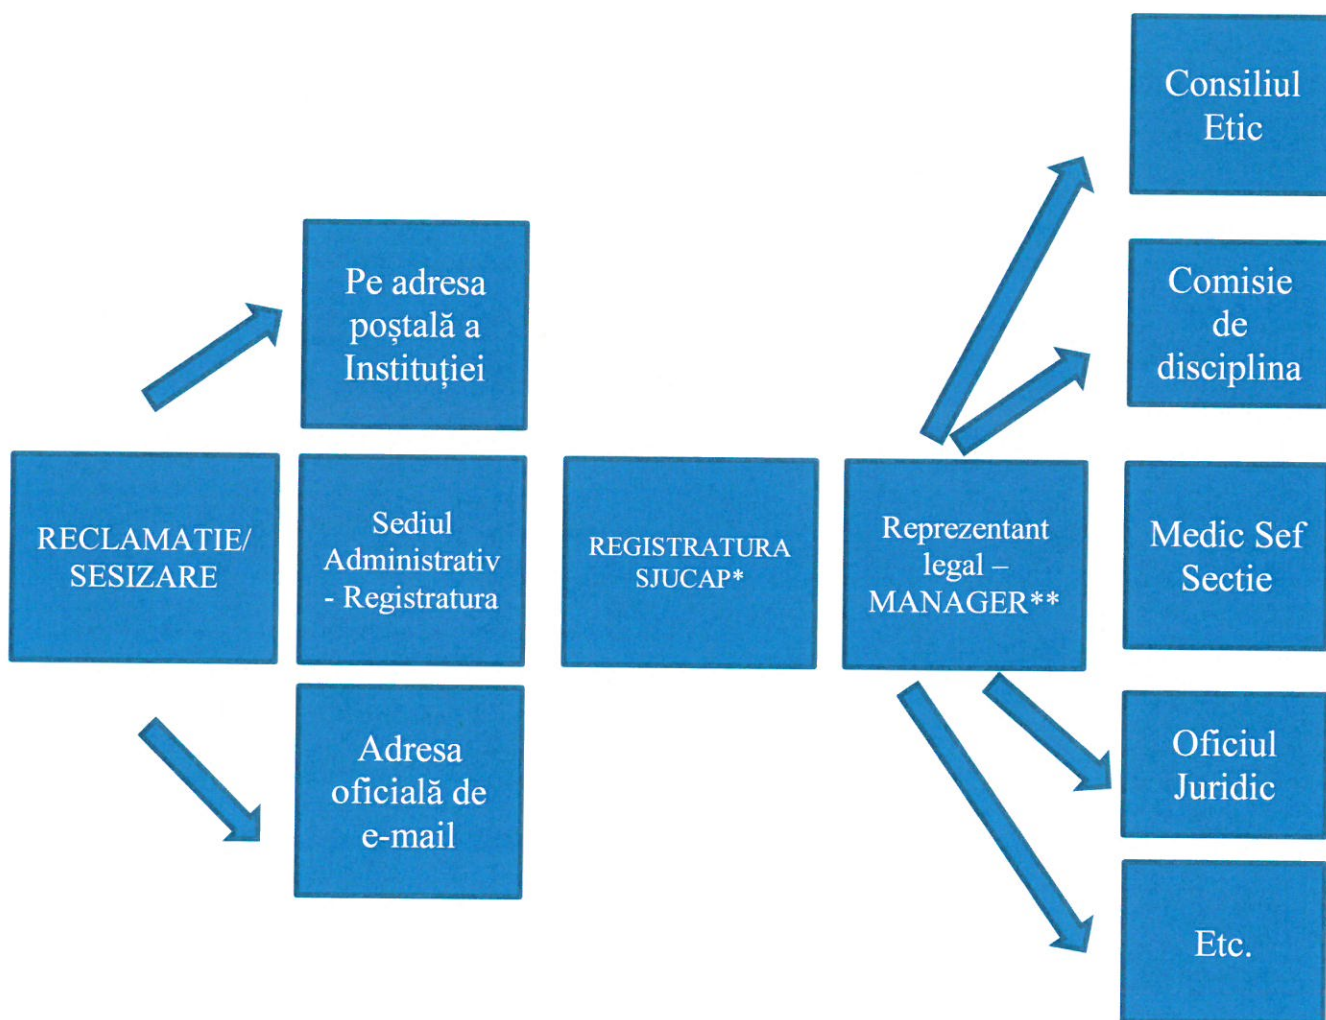 RECLAMATIE/
SESIZARE
Pe adresa
poștală a
Instituției
Sediul
Administrativ
- Registratura
Adresa
oficială de
e-mail
REGISTRATURA
SJUCAP*
Reprezentant
legal –
MANAGER**
Consiliul
Etic
Comisie
de
disciplina
Medic Sef
Sectie
Oficiul
Juridic
Etc.